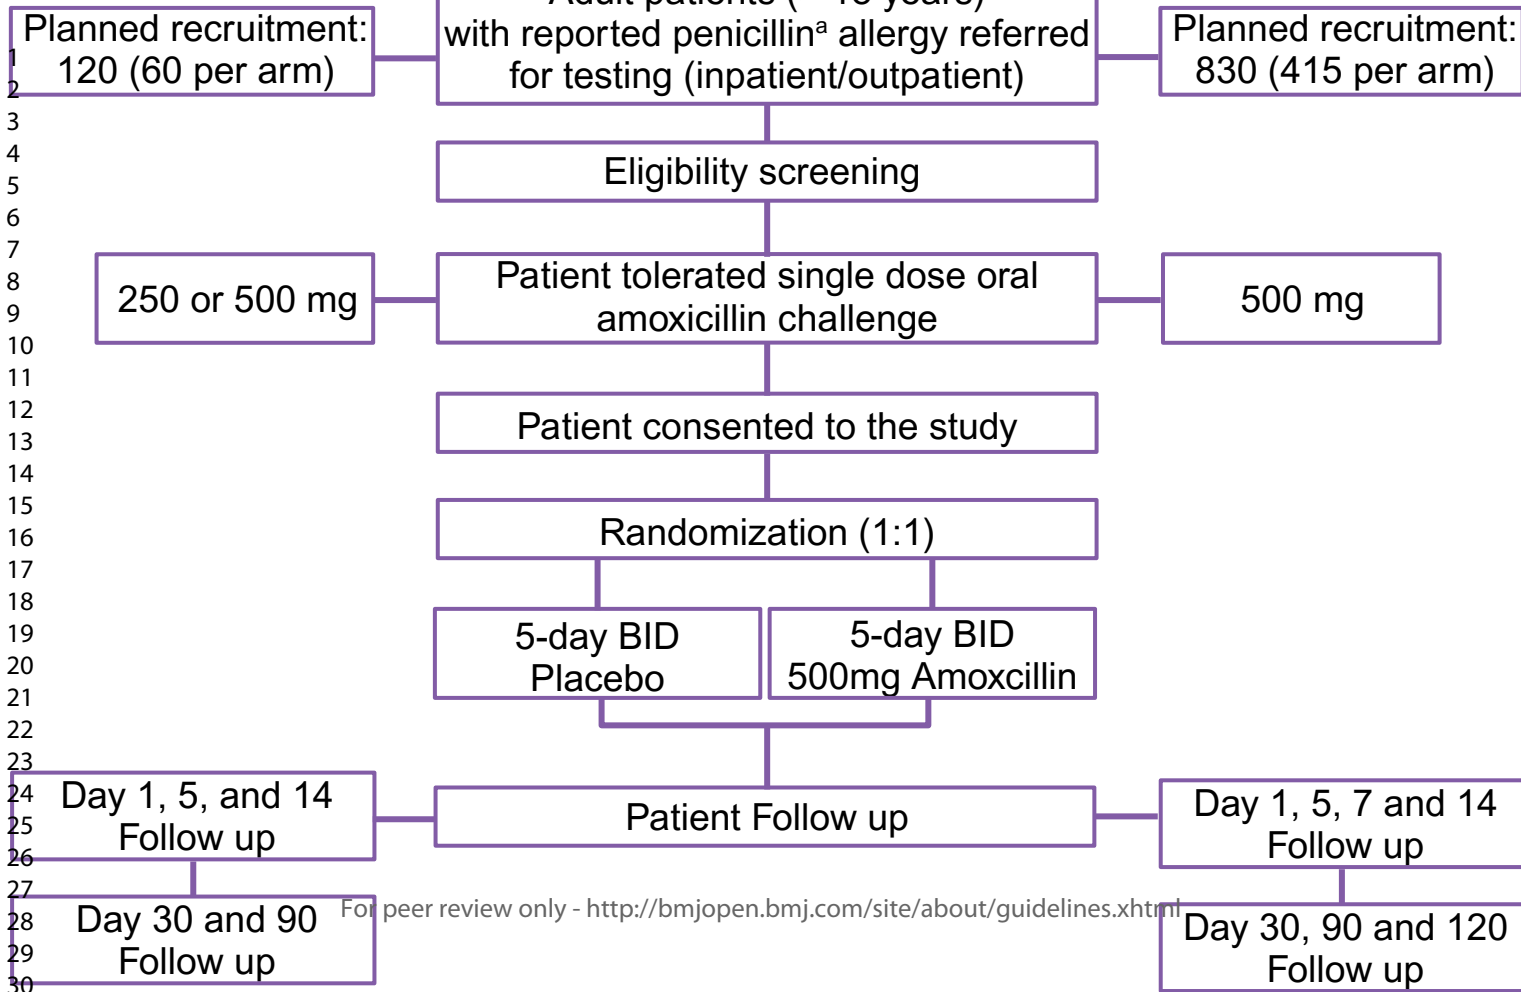 Planned recruitment:
120 (60 per arm)
Adult patients ( years)
with reported penicillinᵃ allergy referred
for testing (inpatient/outpatient)
Planned recruitment:
830 (415 per arm)
Eligibility screening
250 or 500 mg
Patient tolerated single dose oral
amoxicillin challenge
500 mg
Patient consented to the study
Randomization (1:1)
5-day BID
Placebo
5-day BID
500mg Amoxcillin
Day 1, 5, and 14
Follow up
Patient Follow up
Day 1, 5, 7 and 14
Follow up
Day 30 and 90
Follow up
Day 30, 90 and 120
Follow up
For peer review only - http://bmjopen.bmj.com/site/about/guidelines.xhtml
1
2
3
4
5
6
7
8
9
10
11
12
13
14
15
16
17
18
19
20
21
22
23
24
25
26
27
28
29
30